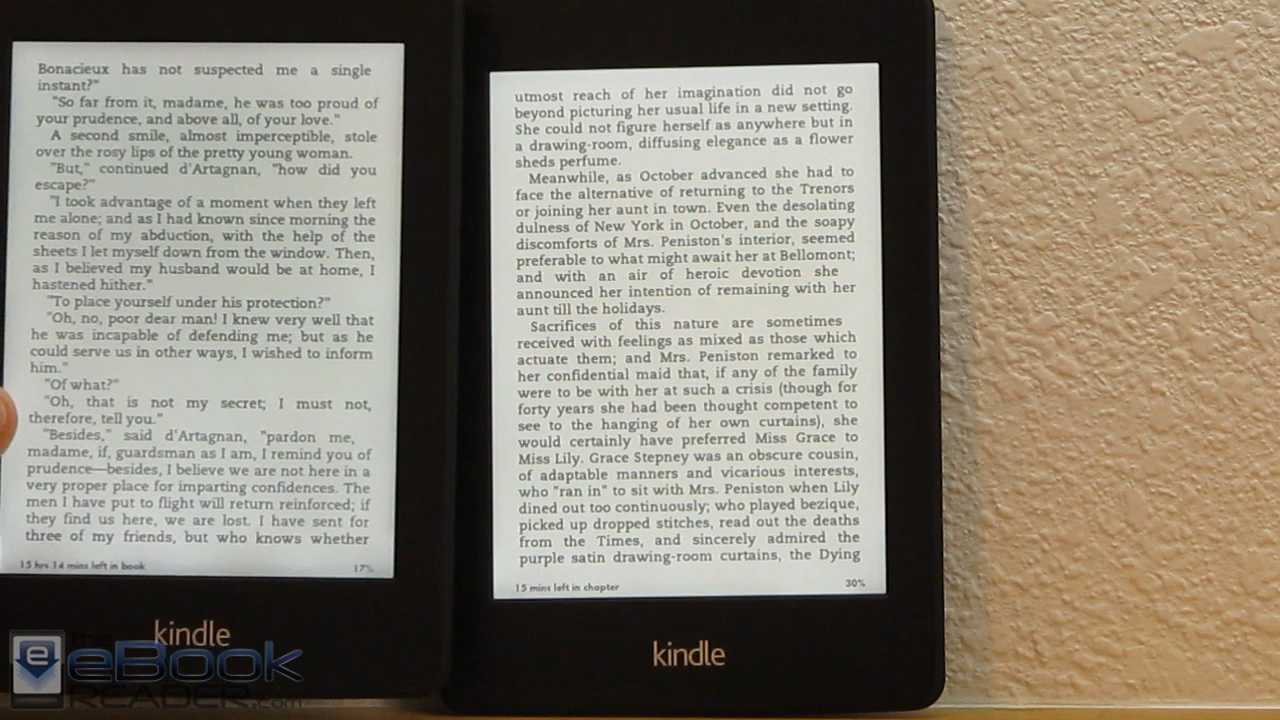 Bonacieux has not suspected me a single
instant?"
"So far from it, madame, he was too proud of
your prudence, and above all, of your love."
A second smile, almost imperceptible, stole
over the rosy lips of the pretty young woman.
"But," continued d'Artagnan, "how did you
escape?"
"I took advantage of a moment when they left
me alone; and as I had known since morning the
reason of my abduction, with the help of the
sheets I let myself down from the window. Then,
as I believed my husband would be at home, I
hastened hither."
"To place yourself under his protection?"
"Oh, no, poor dear man! I knew very well that
he was incapable of defending me; but as he
could serve us in other ways, I wished to inform
him."
"Of what?"
"Oh, that is not my secret; I must not,
therefore, tell you."
"Besides," said d'Artagnan, "pardon me,
madame, if, guardsman as I am, I remind you of
prudence—besides, I believe we are not here in a
very proper place for imparting confidences. The
men I have put to flight will return reinforced; if
they find us here, we are lost. I have sent for
three of my friends, but who knows whether
15 hrs 14 mins left in book 17%
kindle
utmost reach of her imagination did not go
beyond picturing her usual life in a new setting.
She could not figure herself as anywhere but in
a drawing-room, diffusing elegance as a flower
sheds perfume.
Meanwhile, as October advanced she had to
face the alternative of returning to the Trenors
or joining her aunt in town. Even the desolating
dulness of New York in October, and the soapy
discomforts of Mrs. Peniston's interior, seemed
preferable to what might await her at Bellomont;
and with an air of heroic devotion she
announced her intention of remaining with her
aunt till the holidays.
Sacrifices of this nature are sometimes
received with feelings as mixed as those which
actuate them; and Mrs. Peniston remarked to
her confidential maid that, if any of the family
were to be with her at such a crisis (though for
forty years she had been thought competent to
see to the hanging of her own curtains), she
would certainly have preferred Miss Grace to
Miss Lily. Grace Stepney was an obscure cousin,
of adaptable manners and vicarious interests,
who "ran in" to sit with Mrs. Peniston when Lily
dined out too continuously; who played bezique,
picked up dropped stitches, read out the deaths
from the Times, and sincerely admired the
purple satin drawing-room curtains, the Dying
15 mins left in chapter 30%
kindle
the
eBook
READER.com